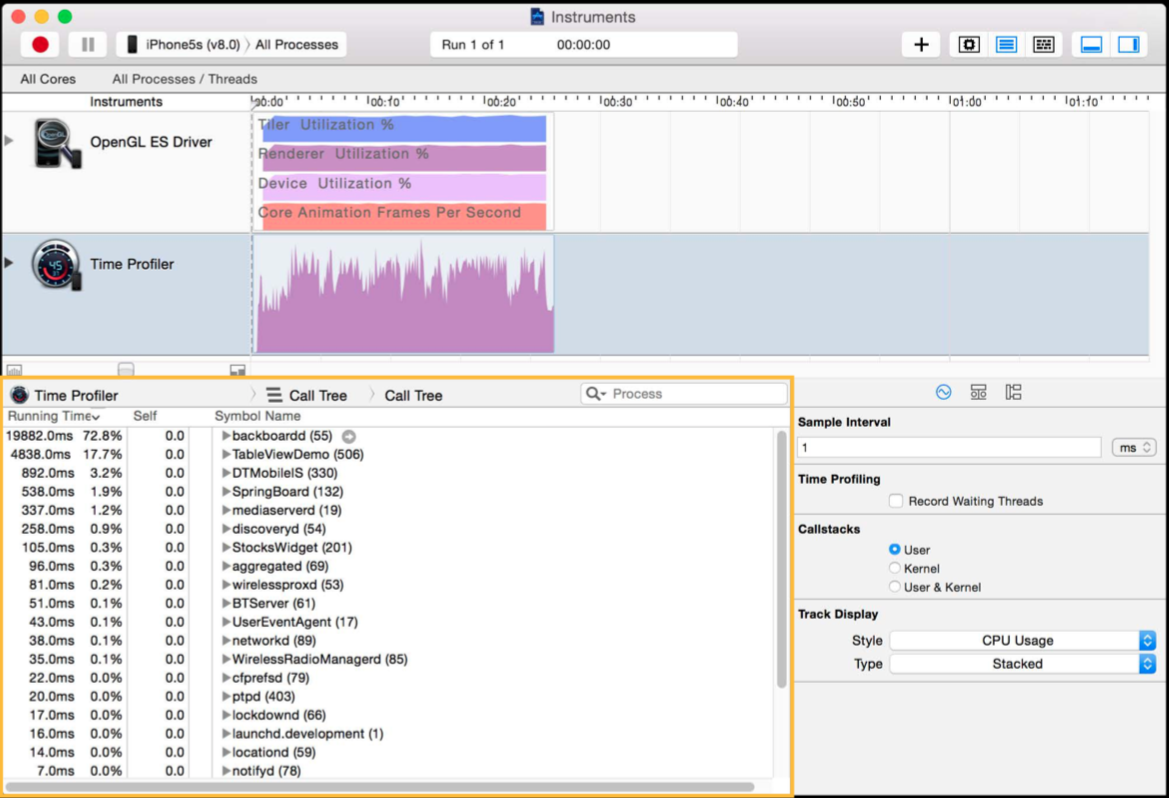 Instruments
iPhone5s (v8.0) 〉 All Processes
Run 1 of 1 00:00:00
All Cores All Processes / Threads
Instruments 00:00 00:10 00:20 00:30 00:40 00:50 01:00 01:10
OpenGL ES Driver
Tiler Utilization %
Renderer Utilization %
Device Utilization %
Core Animation Frames Per Second
45
Time Profiler
Time Profiler 〉 Call Tree 〉 Call Tree Process
Running Time Self Symbol Name
19882.0ms 72.8% 0.0 backboardd (55)
4838.0ms 17.7% 0.0 TableViewDemo (506)
892.0ms 3.2% 0.0 DTMobileIS (330)
538.0ms 1.9% 0.0 SpringBoard (132)
337.0ms 1.2% 0.0 mediaserverd (19)
258.0ms 0.9% 0.0 discoveryd (54)
105.0ms 0.3% 0.0 StocksWidget (201)
96.0ms 0.3% 0.0 aggregated (69)
81.0ms 0.2% 0.0 wirelessproxd (53)
51.0ms 0.1% 0.0 BTServer (61)
43.0ms 0.1% 0.0 UserEventAgent (17)
38.0ms 0.1% 0.0 networkd (89)
35.0ms 0.1% 0.0 WirelessRadioManagerd (85)
22.0ms 0.0% 0.0 cfprefsd (79)
20.0ms 0.0% 0.0 ptpd (403)
17.0ms 0.0% 0.0 lockdownd (66)
16.0ms 0.0% 0.0 launchd.development (1)
14.0ms 0.0% 0.0 locationd (59)
7.0ms 0.0% 0.0 notifyd (78)
Sample Interval
1 ms
Time Profiling
Record Waiting Threads
Callstacks
User
Kernel
User & Kernel
Track Display
Style CPU Usage
Type Stacked